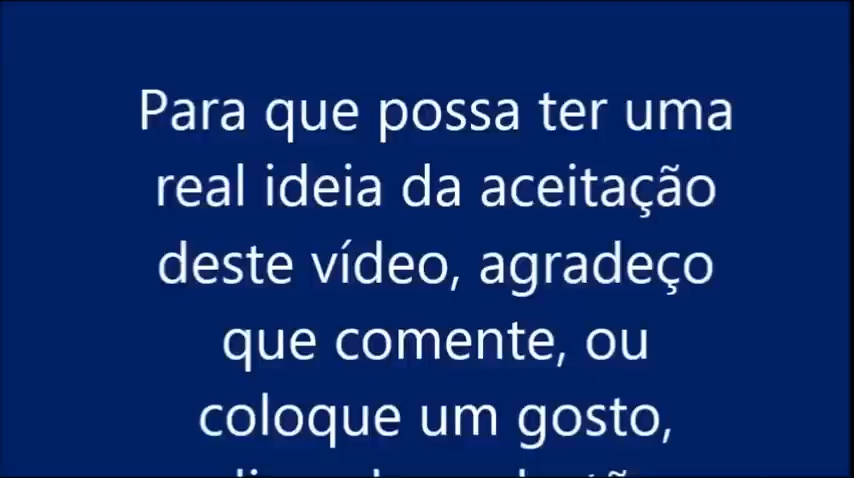 Para que possa ter uma
real ideia da aceitação
deste vídeo, agradeço
que comente, ou
coloque um gosto,